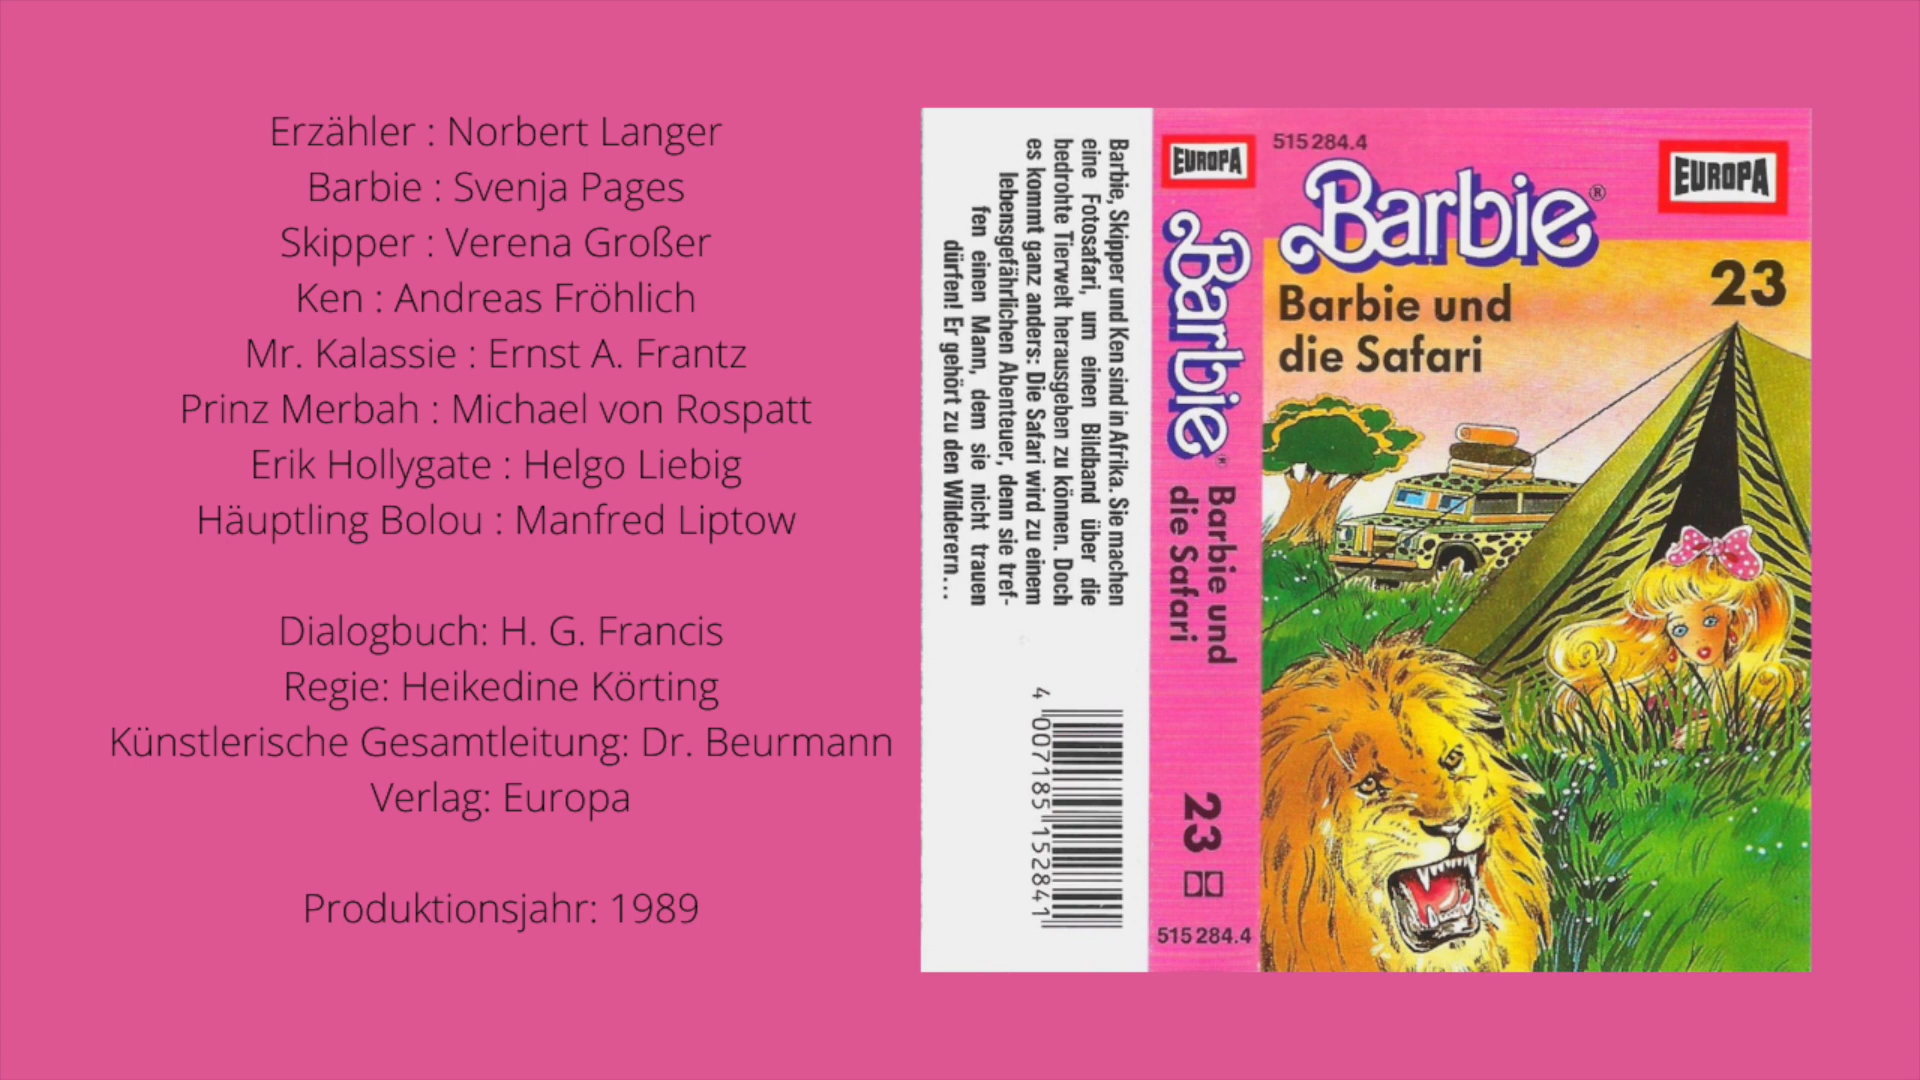 Erzähler : Norbert Langer
Barbie : Svenja Pages
Skipper : Verena Großer
Ken : Andreas Fröhlich
Mr. Kalassie : Ernst A. Frantz
Prinz Merbah : Michael von Rospatt
Erik Hollygate : Helgo Liebig
Häuptling Bolou : Manfred Liptow
Dialogbuch: H. G. Francis
Regie: Heikedine Körting
Künstlerische Gesamtleitung: Dr. Beurmann
Verlag: Europa
Produktionsjahr: 1989
Barbie, Skipper und Ken sind in Afrika. Sie machen
eine Fotosafari, um einen Bildband über die
bedrohte Tierwelt herausgeben zu können. Doch
es kommt ganz anders: Die Safari wird zu einem
lebensgefährlichen Abenteuer, denn sie tref-
fen einen Mann, dem sie nicht trauen
dürfen! Er gehört zu den Wilderern...
4 007185 152841
EUROPA
Barbie®
Barbie und
die Safari
23
515 284.4
515 284.4
EUROPA
Barbie®
23
Barbie und
die Safari